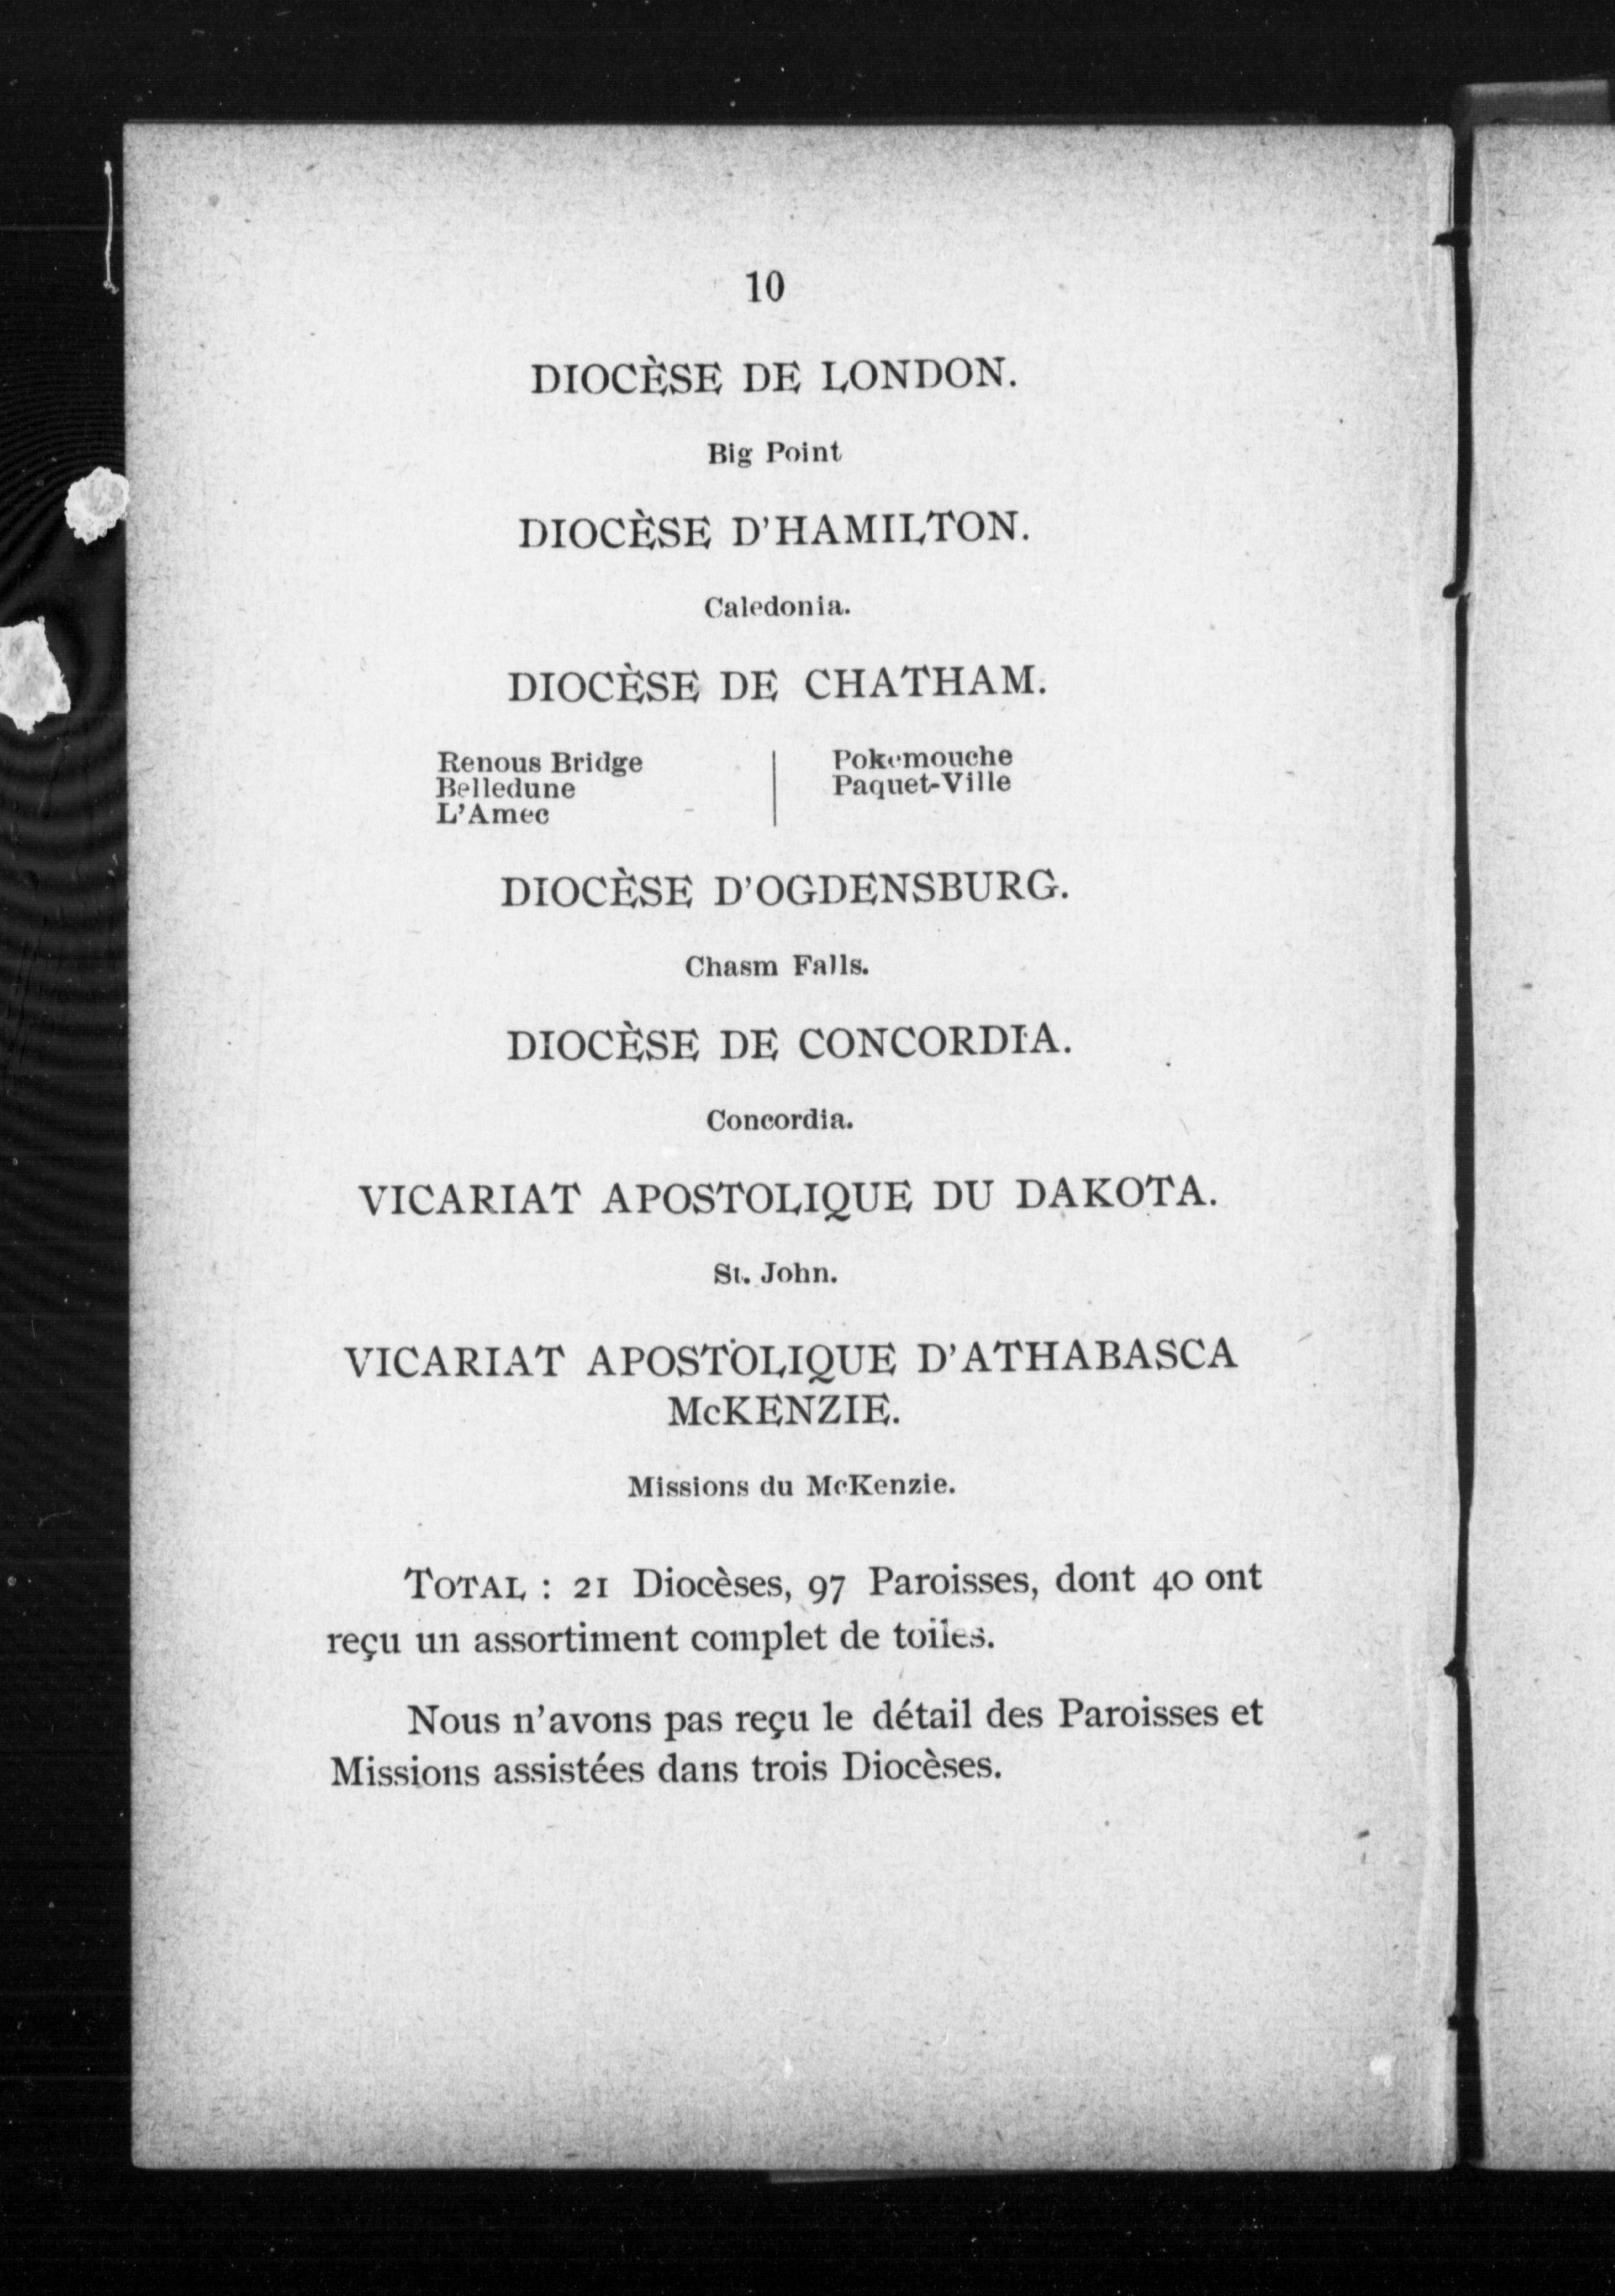 10
DIOCÈSE DE LONDON.
Big Point
DIOCÈSE D'HAMILTON.
Caledonia.
DIOCÈSE DE CHATHAM.
Renous Bridge
Belledune
L'Amec
Pokemouche
Paquet-Ville
DIOCÈSE D'OGDENSBURG.
Chasm Falls.
DIOCÈSE DE CONCORDIA.
Concordia.
VICARIAT APOSTOLIQUE DU DAKOTA.
St. John.
VICARIAT APOSTOLIQUE D'ATHABASCA
McKENZIE.
Missions du McKenzie.
TOTAL : 21 Diocèses, 97 Paroisses, dont 40 ont
reçu un assortiment complet de toiles.
Nous n'avons pas reçu le détail des Paroisses et
Missions assistées dans trois Diocèses.